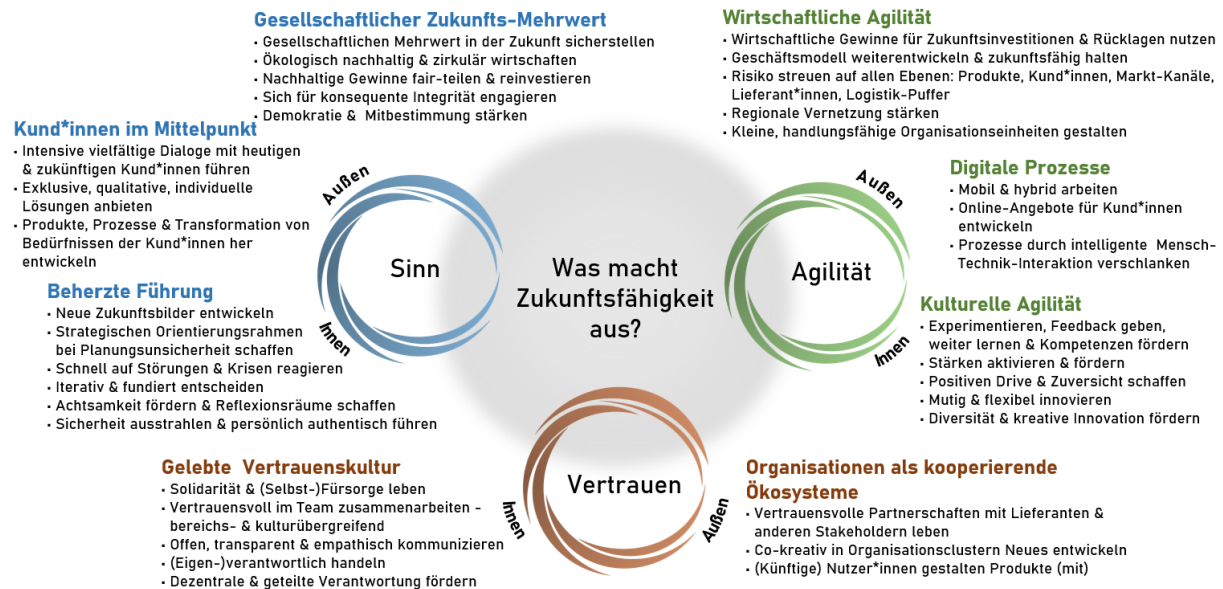 Gesellschaftlicher Zukunfts-Mehrwert
• Gesellschaftlichen Mehrwert in der Zukunft sicherstellen
• Ökologisch nachhaltig & zirkulär wirtschaften
• Nachhaltige Gewinne fair-teilen & reinvestieren
• Sich für konsequente Integrität engagieren
• Demokratie & Mitbestimmung stärken
Wirtschaftliche Agilität
• Wirtschaftliche Gewinne für Zukunftsinvestitionen & Rücklagen nutzen
• Geschäftsmodell weiterentwickeln & zukunftsfähig halten
• Risiko streuen auf allen Ebenen: Produkte, Kund*innen, Markt-Kanäle,
Lieferant*innen, Logistik-Puffer
• Regionale Vernetzung stärken
• Kleine, handlungsfähige Organisationseinheiten gestalten
Kund*innen im Mittelpunkt
• Intensive vielfältige Dialoge mit heutigen
& zukünftigen Kund*innen führen
• Exklusive, qualitative, individuelle
Lösungen anbieten
• Produkte, Prozesse & Transformation von
Bedürfnissen der Kund*innen her
entwickeln
Außen
Sinn
Innen
Was macht
Zukunftsfähigkeit
aus?
Außen
Agilität
Innen
Digitale Prozesse
• Mobil & hybrid arbeiten
• Online-Angebote für Kund*innen
entwickeln
• Prozesse durch intelligente Mensch-
Technik-Interaktion verschlanken
Beherzte Führung
• Neue Zukunftsbilder entwickeln
• Strategischen Orientierungsrahmen
bei Planungsunsicherheit schaffen
• Schnell auf Störungen & Krisen reagieren
• Iterativ & fundiert entscheiden
• Achtsamkeit fördern & Reflexionsräume schaffen
• Sicherheit ausstrahlen & persönlich authentisch führen
Kulturelle Agilität
• Experimentieren, Feedback geben,
weiter lernen & Kompetenzen fördern
• Stärken aktivieren & fördern
• Positiven Drive & Zuversicht schaffen
• Mutig & flexibel innovieren
• Diversität & kreative Innovation fördern
Gelebte Vertrauenskultur
• Solidarität & (Selbst-)Fürsorge leben
• Vertrauensvoll im Team zusammenarbeiten -
bereichs- & kulturübergreifend
• Offen, transparent & empathisch kommunizieren
• (Eigen-)verantwortlich handeln
• Dezentrale & geteilte Verantwortung fördern
Innen
Vertrauen
Außen
Organisationen als kooperierende
Ökosysteme
• Vertrauensvolle Partnerschaften mit Lieferanten &
anderen Stakeholdern leben
• Co-kreativ in Organisationsclustern Neues entwickeln
• (Künftige) Nutzer*innen gestalten Produkte (mit)